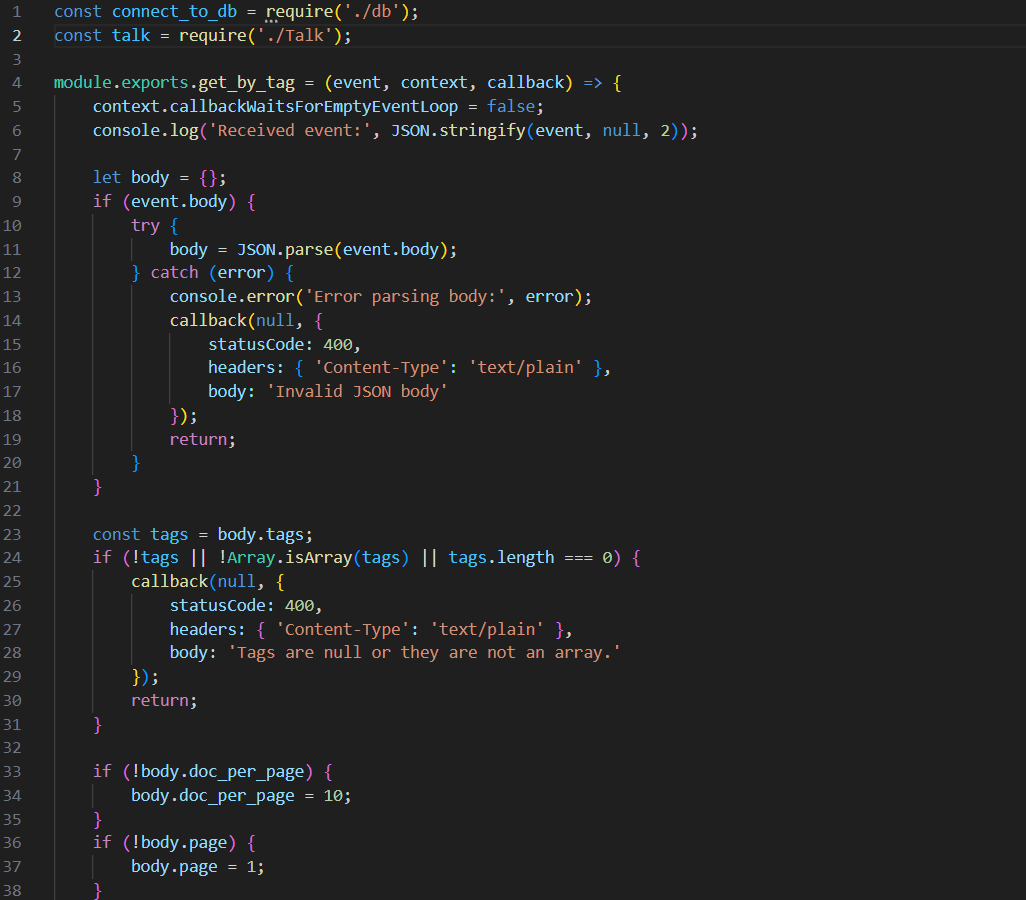 1 const connect_to_db = require('./db');
2 const talk = require('./Talk');
3
4 module.exports.get_by_tag = (event, context, callback) => {
5     context.callbackWaitsForEmptyEventLoop = false;
6     console.log('Received event:', JSON.stringify(event, null, 2));
7
8     let body = {};
9     if (event.body) {
10         try {
11             body = JSON.parse(event.body);
12         } catch (error) {
13             console.error('Error parsing body:', error);
14             callback(null, {
15                 statusCode: 400,
16                 headers: { 'Content-Type': 'text/plain' },
17                 body: 'Invalid JSON body'
18             });
19             return;
20         }
21     }
22
23     const tags = body.tags;
24     if (!tags || !Array.isArray(tags) || tags.length === 0) {
25         callback(null, {
26             statusCode: 400,
27             headers: { 'Content-Type': 'text/plain' },
28             body: 'Tags are null or they are not an array.'
29         });
30         return;
31     }
32
33     if (!body.doc_per_page) {
34         body.doc_per_page = 10;
35     }
36     if (!body.page) {
37         body.page = 1;
38     }